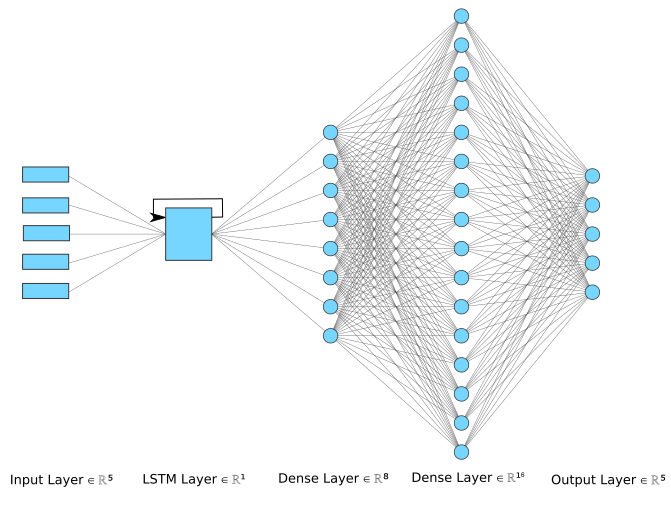 Input Layer ∈ ℝ⁵ LSTM Layer ∈ ℝ¹ Dense Layer ∈ ℝ⁸ Dense Layer ∈ ℝ¹⁶ Output Layer ∈ ℝ⁵